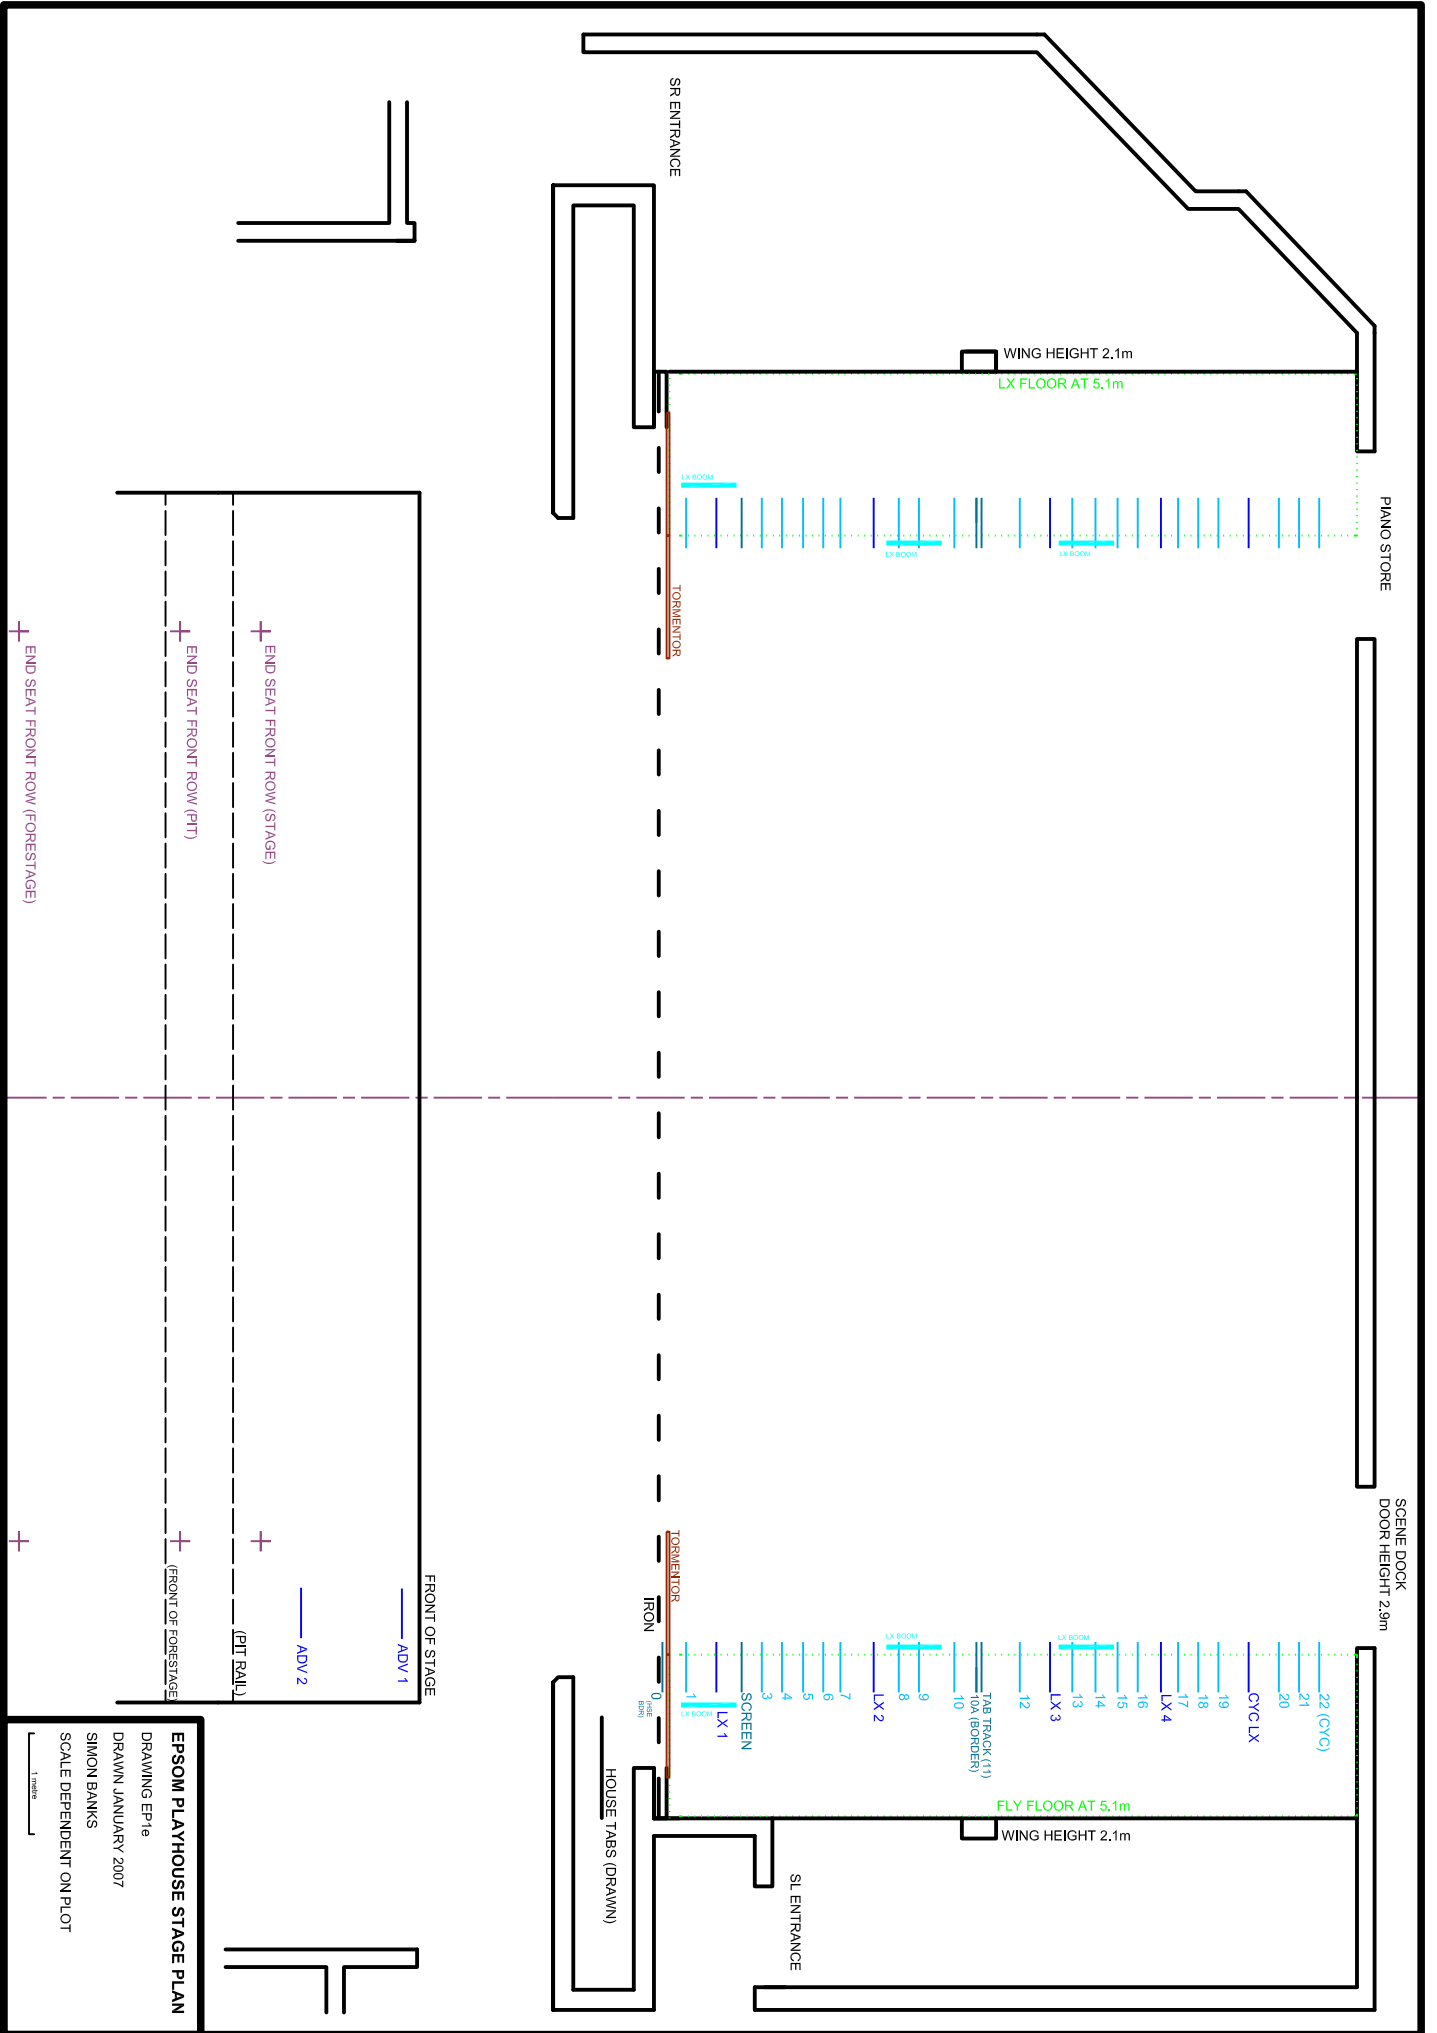 SR ENTRANCE
WING HEIGHT 2.1m
LX FLOOR AT 5.1m
PIANO STORE
LX BOOM
LX BOOM
LX BOOM
TORMENTOR
END SEAT FRONT ROW (STAGE)
END SEAT FRONT ROW (PIT)
END SEAT FRONT ROW (FORESTAGE)
SCENE DOCK
DOOR HEIGHT 2.9m
TORMENTOR
IRON
FRONT OF STAGE
ADV 1
ADV 2
(PIT RAIL)
(FRONT OF FORESTAGE)
LX BOOM
LX BOOM
LX BOOM
22 (CYC)
21
20
CYC LX
19
18
17
LX 4
16
15
14
13
LX 3
12
TAB TRACK (11)
10A (BORDER)
10
9
8
LX 2
7
6
5
4
3
SCREEN
LX 1
1
0
(HSE
BDR)
FLY FLOOR AT 5.1m
WING HEIGHT 2.1m
HOUSE TABS (DRAWN)
SL ENTRANCE
EPSOM PLAYHOUSE STAGE PLAN
DRAWING EP1e
DRAWN JANUARY 2007
SIMON BANKS
SCALE DEPENDENT ON PLOT
1 metre